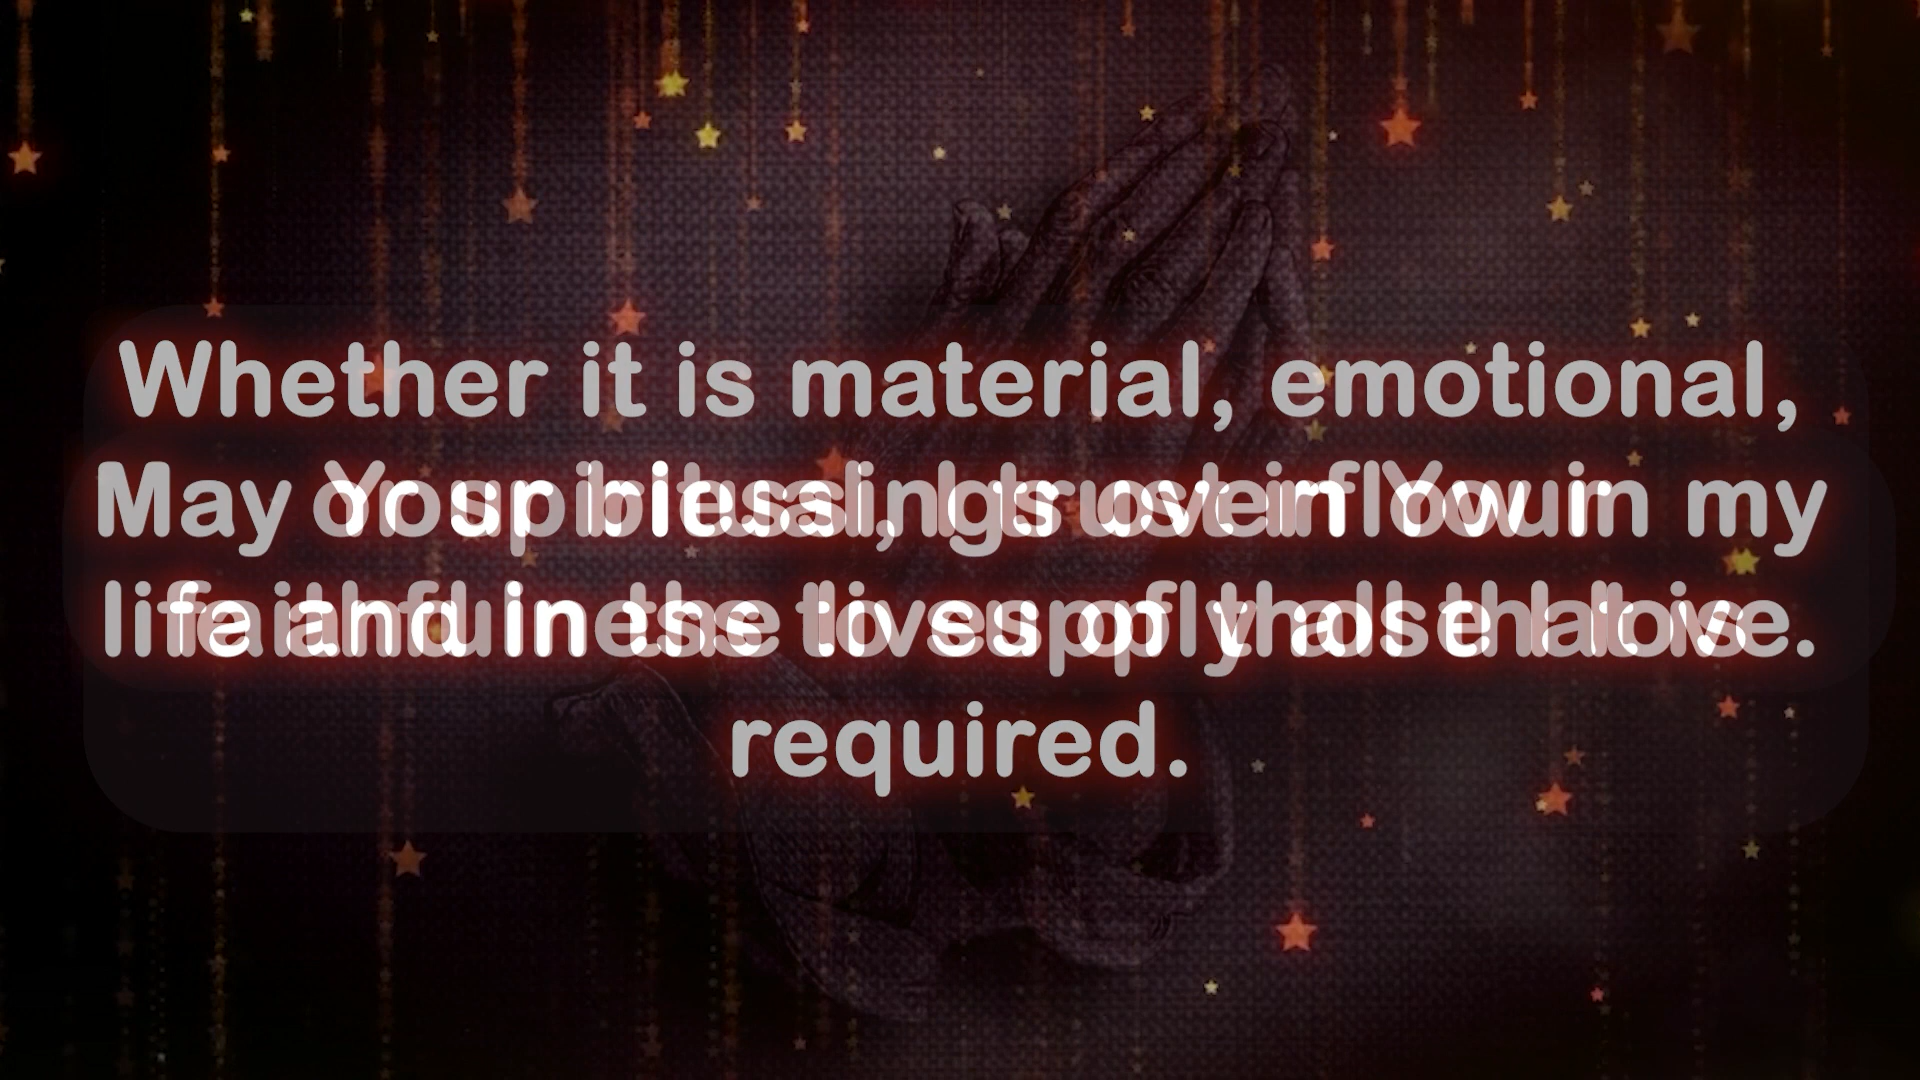 Whether it is material, emotional,
or spiritual, I trust in Your
faithfulness to supply all that is
required.
May Your blessings overflow in my
life and in the lives of those I love.